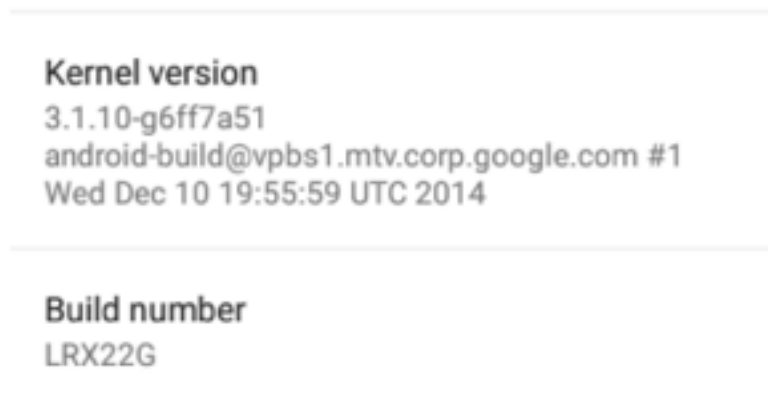 Kernel version
3.1.10-g6ff7a51
android-build@vpbs1.mtv.corp.google.com #1
Wed Dec 10 19:55:59 UTC 2014
Build number
LRX22G